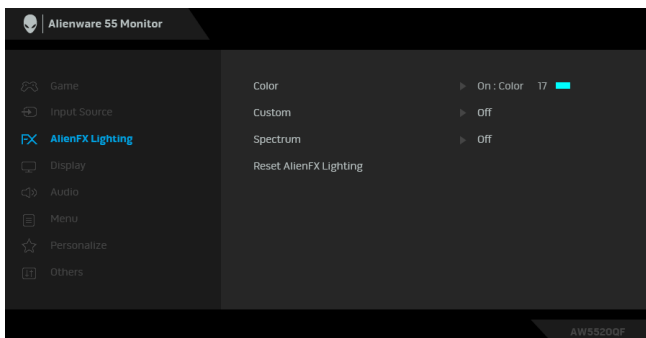 Alienware 55 Monitor
Game
Color On : Color 17
Input Source
Custom Off
FX AlienFX Lighting
Spectrum Off
Display
Reset AlienFX Lighting
Audio
Menu
Personalize
Others
AW5520QF